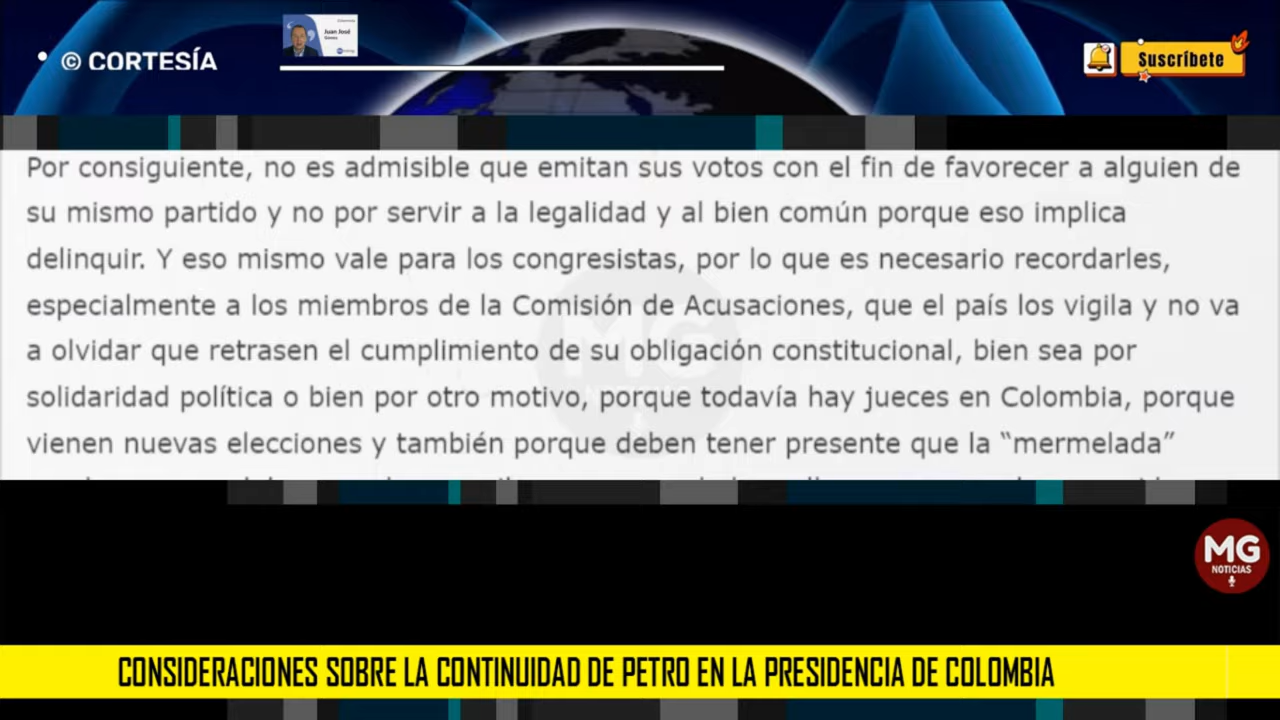 © CORTESÍA
Juan José
Suscríbete
Por consiguiente, no es admisible que emitan sus votos con el fin de favorecer a alguien de
su mismo partido y no por servir a la legalidad y al bien común porque eso implica
delinquir. Y eso mismo vale para los congresistas, por lo que es necesario recordarles,
especialmente a los miembros de la Comisión de Acusaciones, que el país los vigila y no va
a olvidar que retrasen el cumplimiento de su obligación constitucional, bien sea por
solidaridad política o bien por otro motivo, porque todavía hay jueces en Colombia, porque
vienen nuevas elecciones y también porque deben tener presente que la “mermelada”
MG
NOTICIAS
CONSIDERACIONES SOBRE LA CONTINUIDAD DE PETRO EN LA PRESIDENCIA DE COLOMBIA